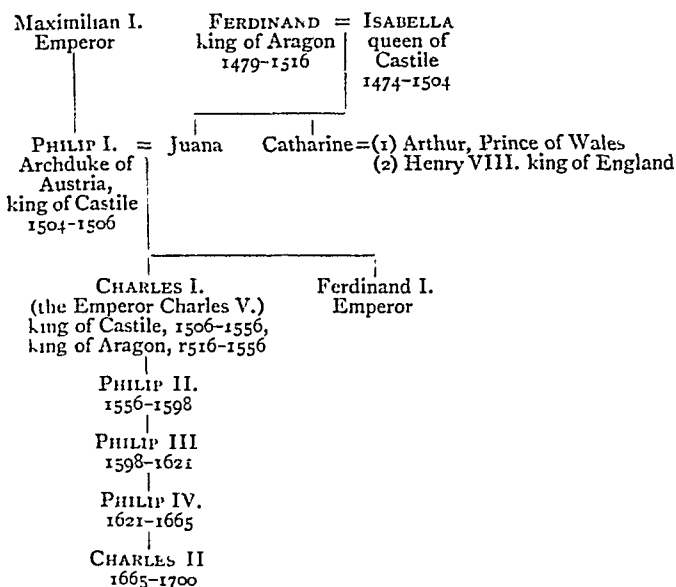 Maximilian I.
Emperor
FERDINAND = ISABELLA
king of Aragon
1479–1516
queen of
Castile
1474–1504
PHILIP I. = Juana
Archduke of
Austria,
king of Castile
1504–1506
Catharine=(1) Arthur, Prince of Wales
(2) Henry VIII. king of England
CHARLES I.
(the Emperor Charles V.)
king of Castile, 1506–1556,
king of Aragon, r516–1556
Ferdinand I.
Emperor
PHILIP II.
1556–1598
PHILIP III
1598–1621
PHILIP IV.
1621–1665
CHARLES II
1665–1700